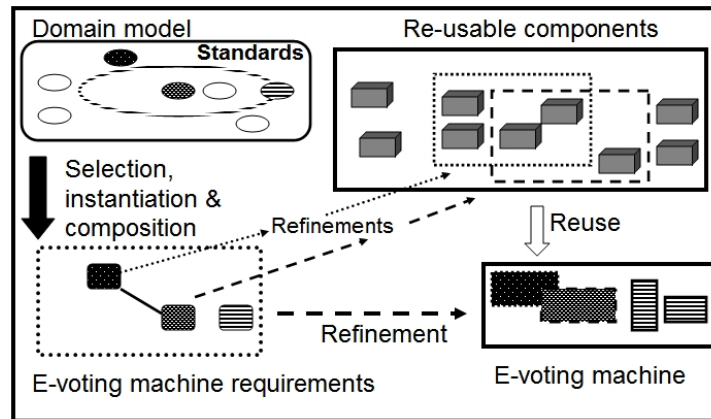 Domain model
Re-usable components
Standards
Selection,
instantiation &
composition
Refinements
Reuse
Refinement
E-voting machine requirements
E-voting machine